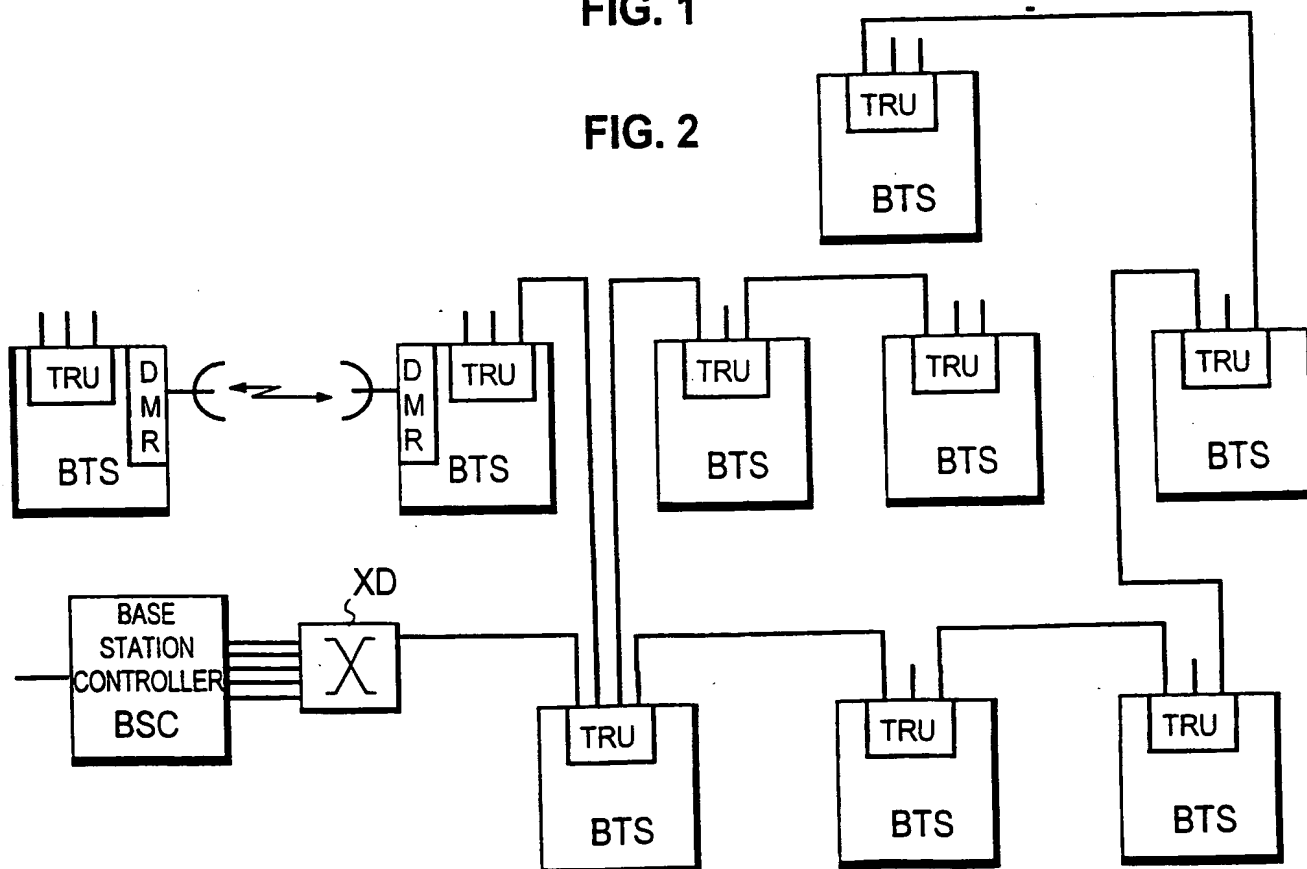 FIG. 1
FIG. 2
TRU
BTS
TRU
D
M
R
BTS
D
M
R
TRU
BTS
TRU
BTS
TRU
BTS
TRU
BTS
XD
BASE
STATION
CONTROLLER
BSC
TRU
BTS
TRU
BTS
TRU
BTS